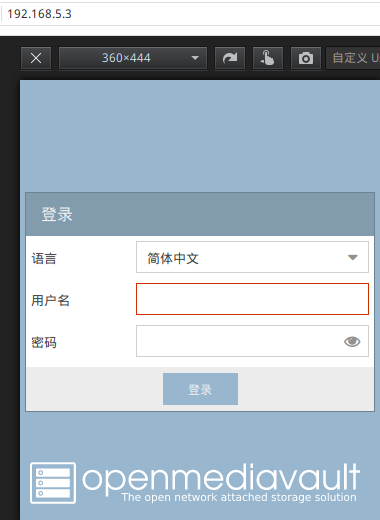 192.168.5.3
360×444
自定义 U
登录
语言
简体中文
用户名
密码
登录
openmediavault
The open network attached storage solution